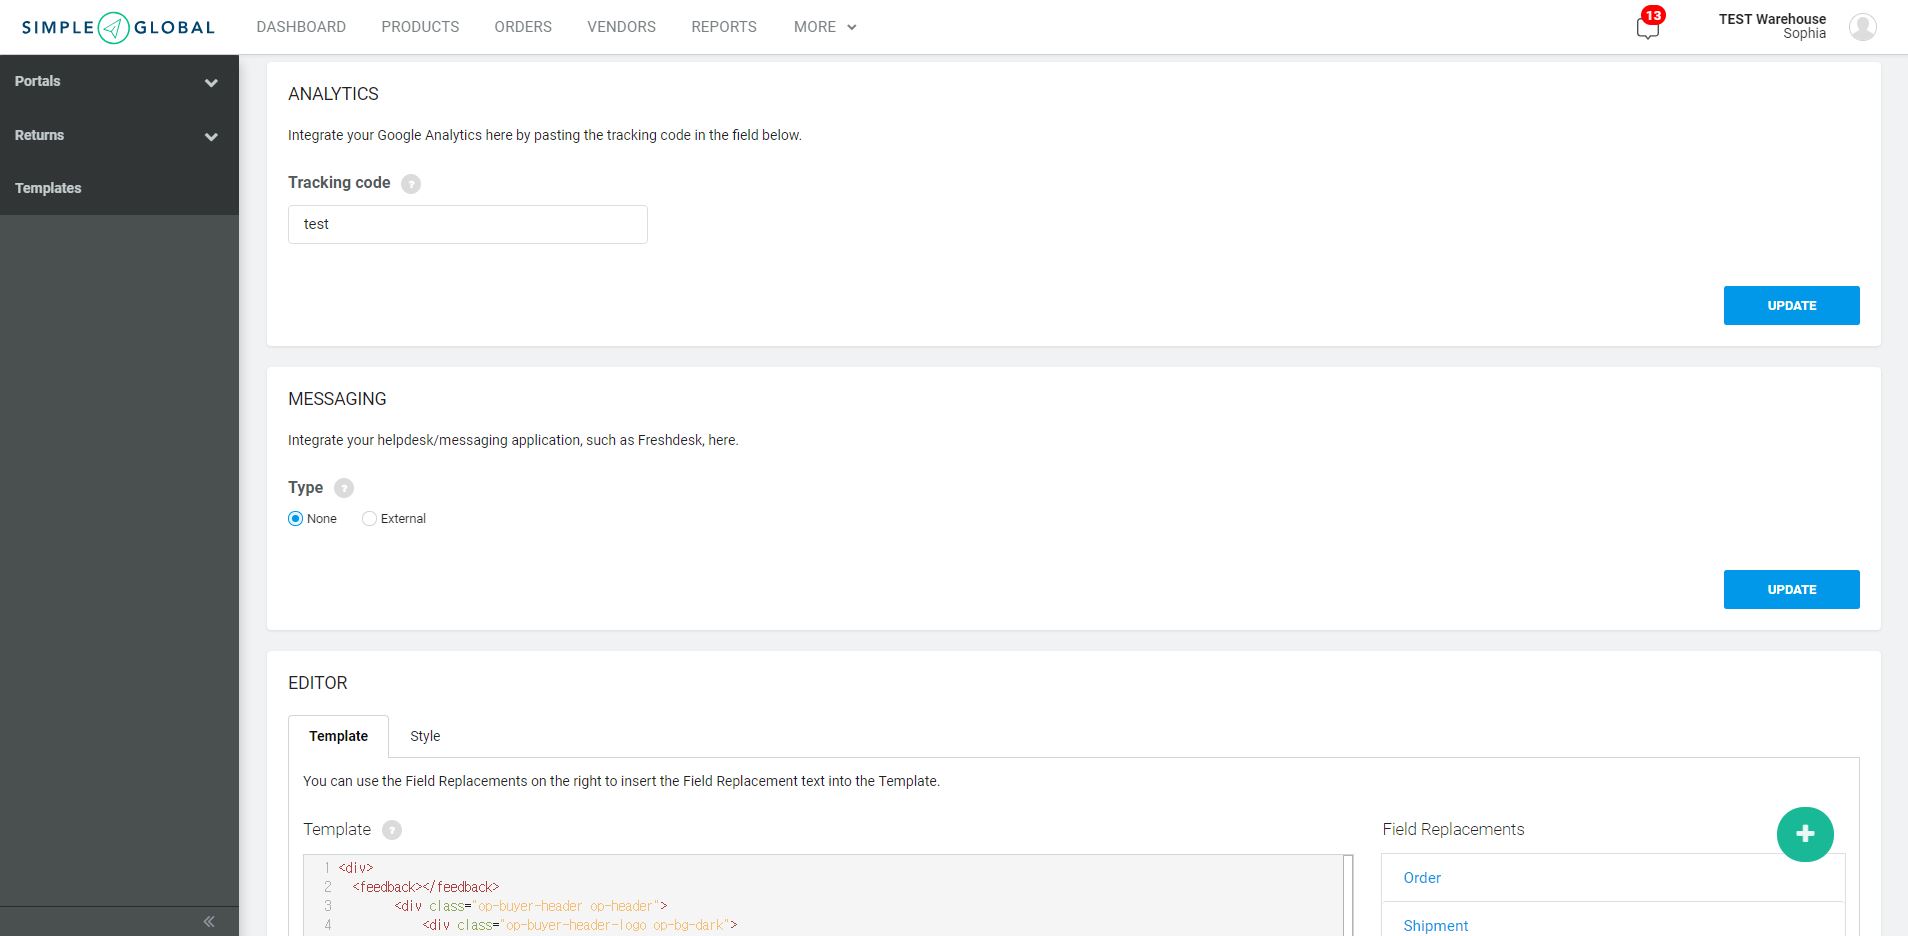 SIMPLE GLOBAL
DASHBOARD PRODUCTS ORDERS VENDORS REPORTS MORE
13
TEST Warehouse
Sophia
Portals
Returns
Templates
ANALYTICS
Integrate your Google Analytics here by pasting the tracking code in the field below.
Tracking code ?
test
UPDATE
MESSAGING
Integrate your helpdesk/messaging application, such as Freshdesk, here.
Type ?
None External
UPDATE
EDITOR
Template Style
You can use the Field Replacements on the right to insert the Field Replacement text into the Template.
Template ?
1 <div>
2 <feedback></feedback>
3 <div class="op-buyer-header op-header">
4 <div class="op-buyer-header-logo op-bg-dark">
Field Replacements
+
Order
Shipment